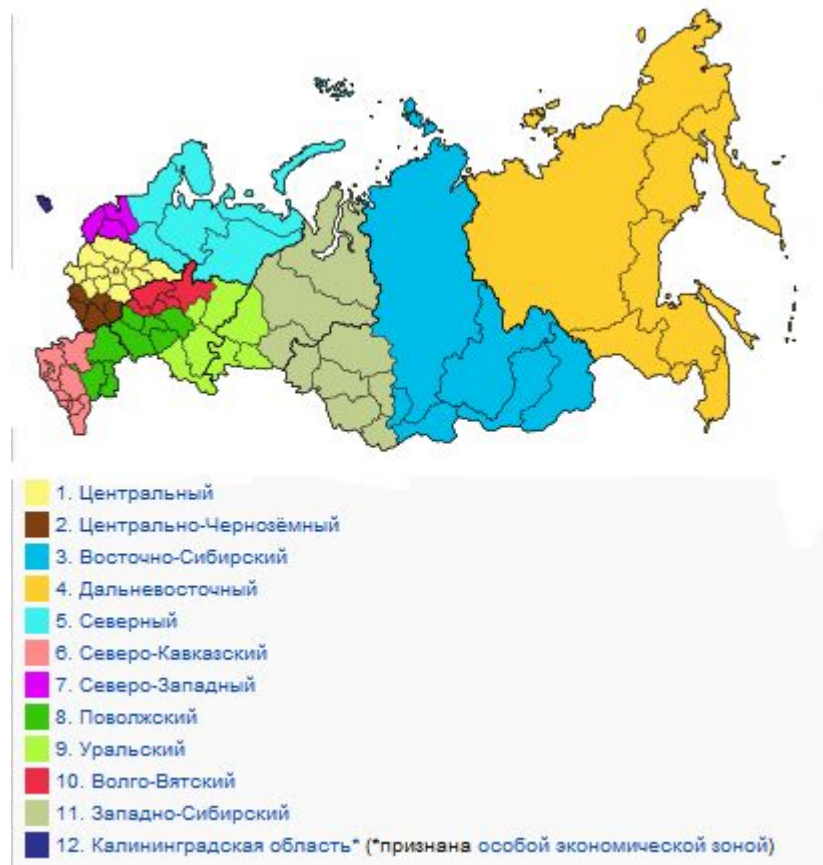 1. Центральный
2. Центрально-Чернозёмный
3. Восточно-Сибирский
4. Дальневосточный
5. Северный
6. Северо-Кавказский
7. Северо-Западный
8. Поволжский
9. Уральский
10. Волго-Вятский
11. Западно-Сибирский
12. Калининградская область* (*признана особой экономической зоной)